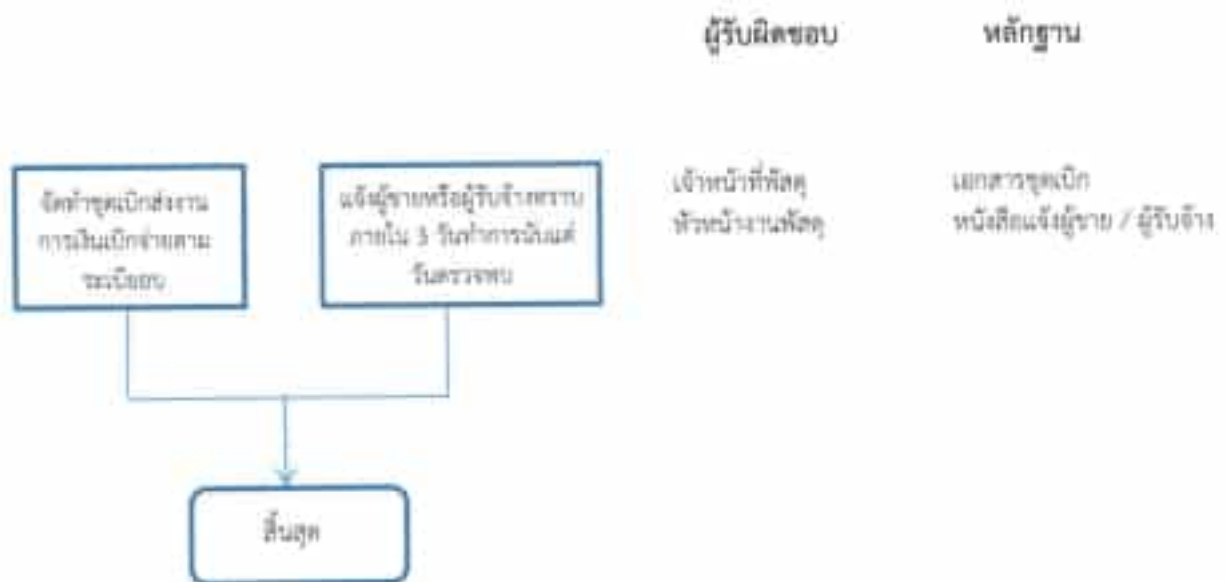 ผู้รับผิดชอบ
หลักฐาน
จัดทำชุดเบิกส่งงาน
การเงินเบิกจ่ายตาม
ระเบียบ
แจ้งผู้ขายหรือผู้รับจ้างทราบ
ภายใน 3 วันทำการนับแต่
วันตรวจพบ
เจ้าหน้าที่พัสดุ
หัวหน้างานพัสดุ
เอกสารชุดเบิก
หนังสือแจ้งผู้ขาย / ผู้รับจ้าง
สิ้นสุด